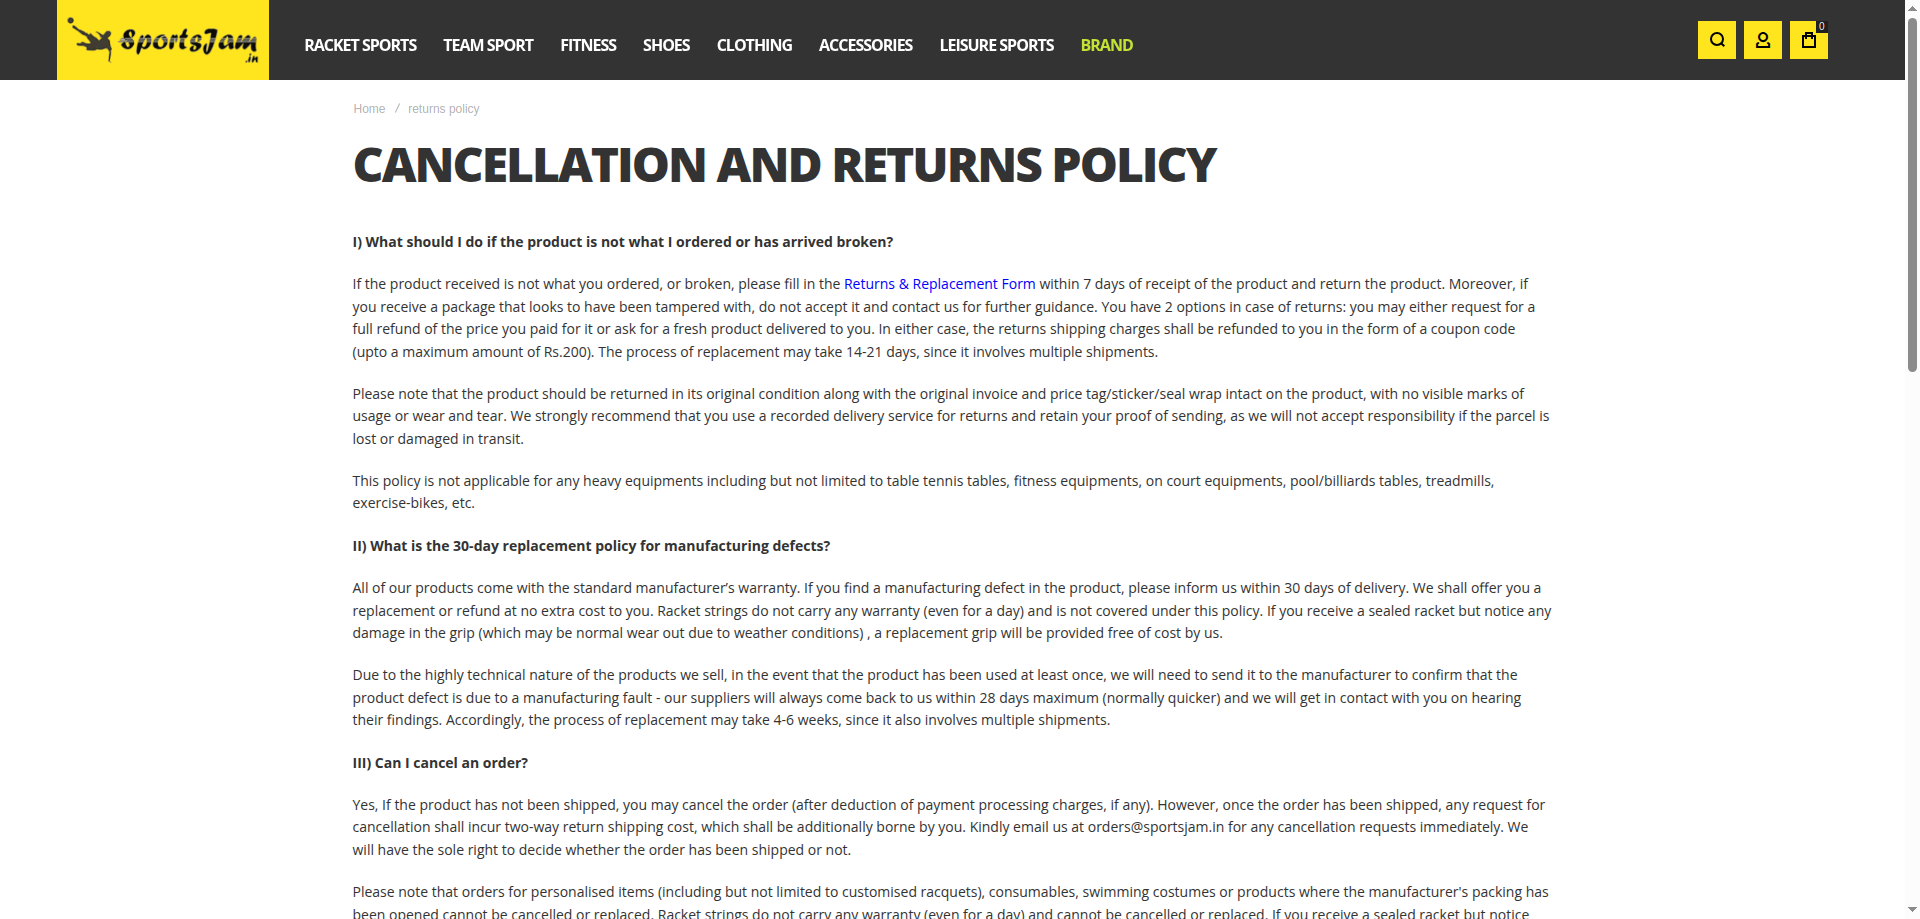 SportsJam
.in
RACKET SPORTS TEAM SPORT FITNESS SHOES CLOTHING ACCESSORIES LEISURE SPORTS BRAND
0
Home / returns policy
CANCELLATION AND RETURNS POLICY
I) What should I do if the product is not what I ordered or has arrived broken?
If the product received is not what you ordered, or broken, please fill in the Returns & Replacement Form within 7 days of receipt of the product and return the product. Moreover, if
you receive a package that looks to have been tampered with, do not accept it and contact us for further guidance. You have 2 options in case of returns: you may either request for a
full refund of the price you paid for it or ask for a fresh product delivered to you. In either case, the returns shipping charges shall be refunded to you in the form of a coupon code
(upto a maximum amount of Rs.200). The process of replacement may take 14-21 days, since it involves multiple shipments.
Please note that the product should be returned in its original condition along with the original invoice and price tag/sticker/seal wrap intact on the product, with no visible marks of
usage or wear and tear. We strongly recommend that you use a recorded delivery service for returns and retain your proof of sending, as we will not accept responsibility if the parcel is
lost or damaged in transit.
This policy is not applicable for any heavy equipments including but not limited to table tennis tables, fitness equipments, on court equipments, pool/billiards tables, treadmills,
exercise-bikes, etc.
II) What is the 30-day replacement policy for manufacturing defects?
All of our products come with the standard manufacturer’s warranty. If you find a manufacturing defect in the product, please inform us within 30 days of delivery. We shall offer you a
replacement or refund at no extra cost to you. Racket strings do not carry any warranty (even for a day) and is not covered under this policy. If you receive a sealed racket but notice any
damage in the grip (which may be normal wear out due to weather conditions) , a replacement grip will be provided free of cost by us.
Due to the highly technical nature of the products we sell, in the event that the product has been used at least once, we will need to send it to the manufacturer to confirm that the
product defect is due to a manufacturing fault - our suppliers will always come back to us within 28 days maximum (normally quicker) and we will get in contact with you on hearing
their findings. Accordingly, the process of replacement may take 4-6 weeks, since it also involves multiple shipments.
III) Can I cancel an order?
Yes, If the product has not been shipped, you may cancel the order (after deduction of payment processing charges, if any). However, once the order has been shipped, any request for
cancellation shall incur two-way return shipping cost, which shall be additionally borne by you. Kindly email us at orders@sportsjam.in for any cancellation requests immediately. We
will have the sole right to decide whether the order has been shipped or not.
Please note that orders for personalised items (including but not limited to customised racquets), consumables, swimming costumes or products where the manufacturer's packing has
been opened cannot be cancelled or replaced. Racket strings do not carry any warranty (even for a day) and cannot be cancelled or replaced. If you receive a sealed racket but notice